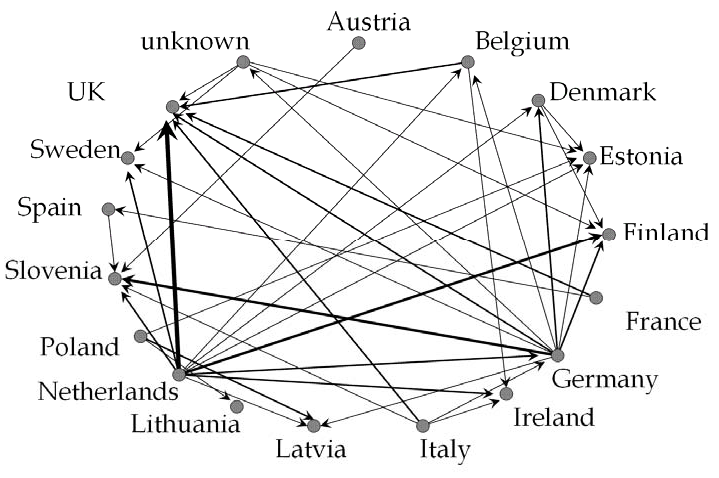 Austria
unknown
Belgium
UK
Denmark
Sweden
Estonia
Spain
Finland
Slovenia
France
Poland
Germany
Netherlands
Ireland
Lithuania
Latvia
Italy